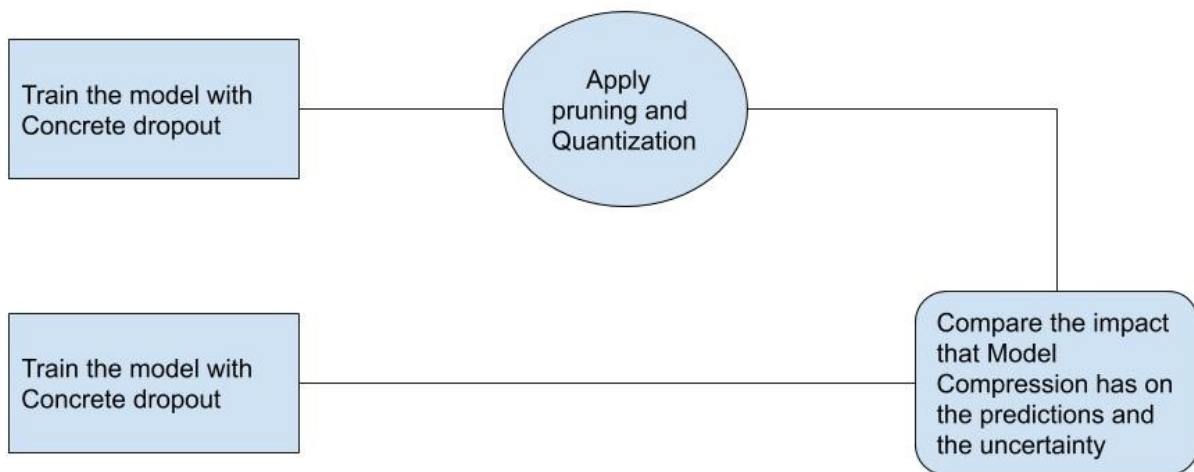 Train the model with
Concrete dropout
Apply
pruning and
Quantization
Train the model with
Concrete dropout
Compare the impact
that Model
Compression has on
the predictions and
the uncertainty